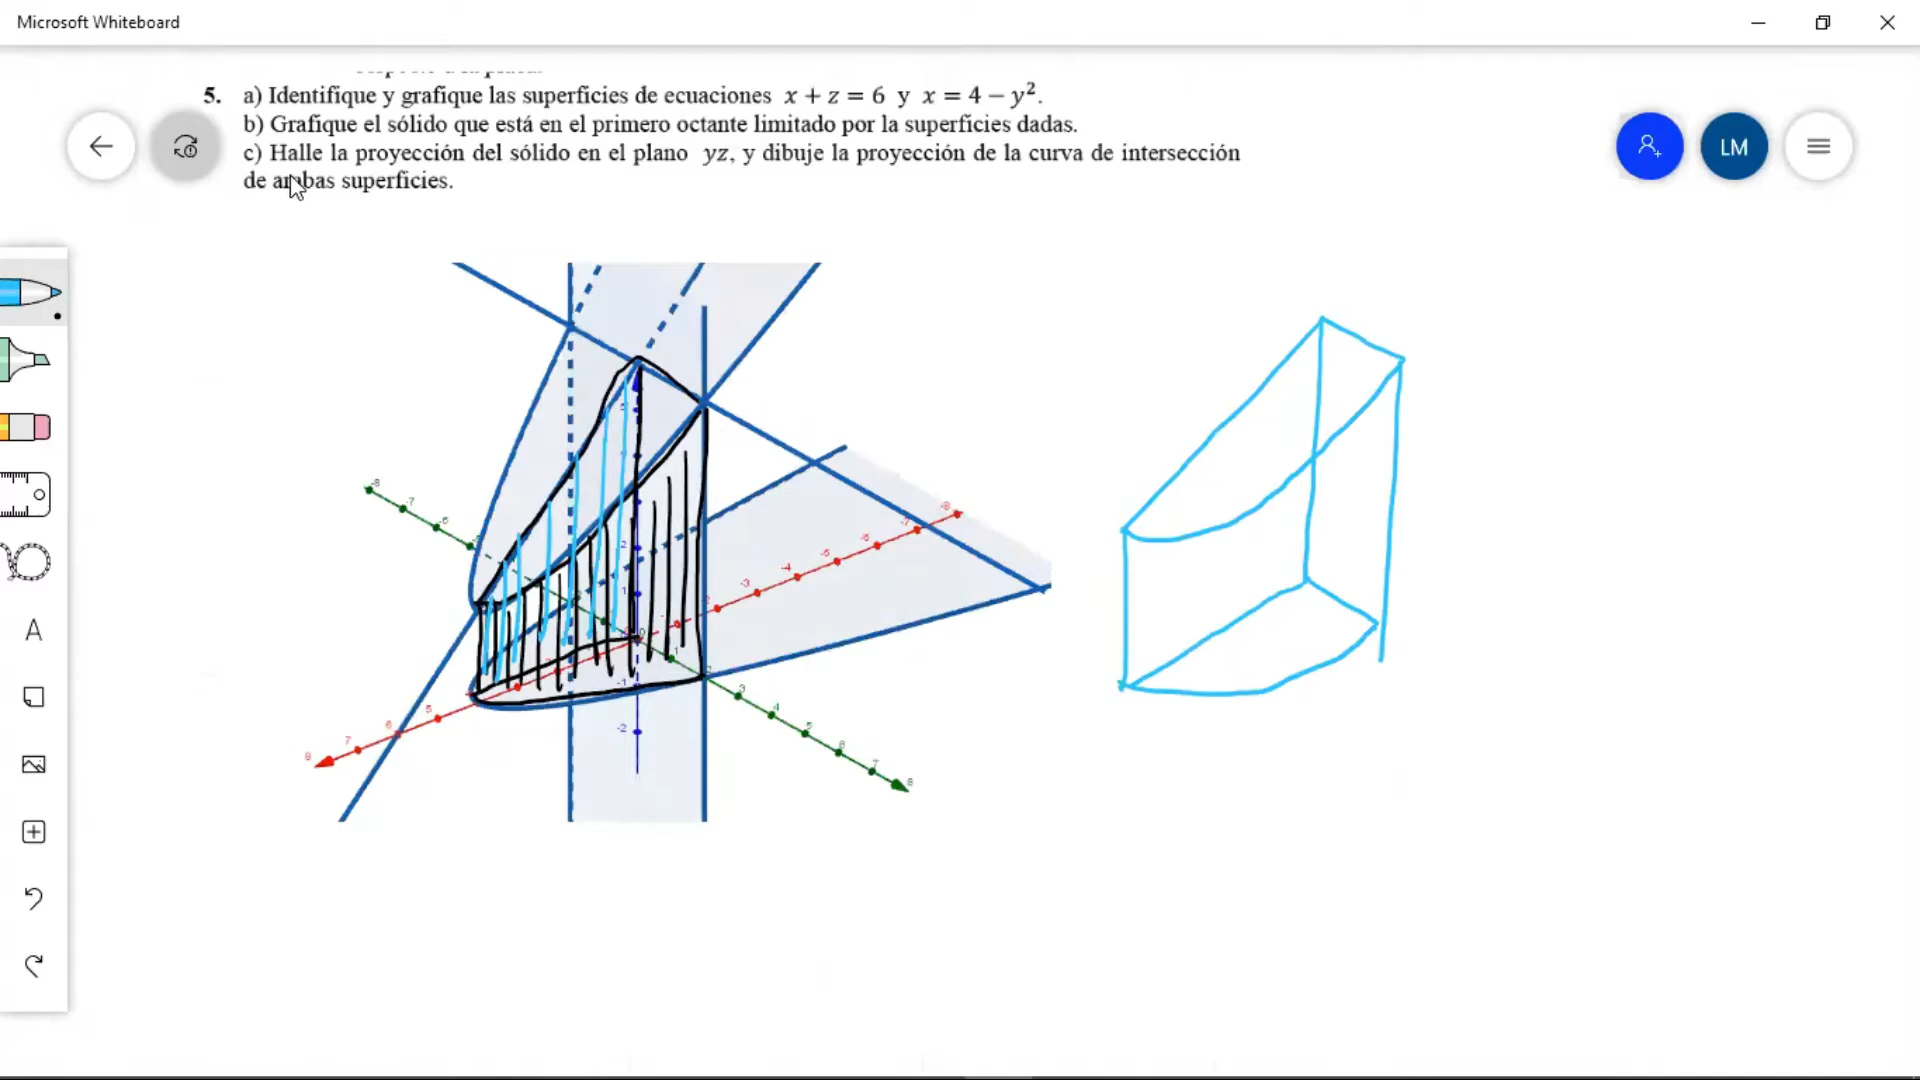 Microsoft Whiteboard
5. a) Identifique y grafique las superficies de ecuaciones x + z = 6 y x = 4 − y².
b) Grafique el sólido que está en el primero octante limitado por la superficies dadas.
c) Halle la proyección del sólido en el plano yz, y dibuje la proyección de la curva de intersección
de ambas superficies.
LM
A